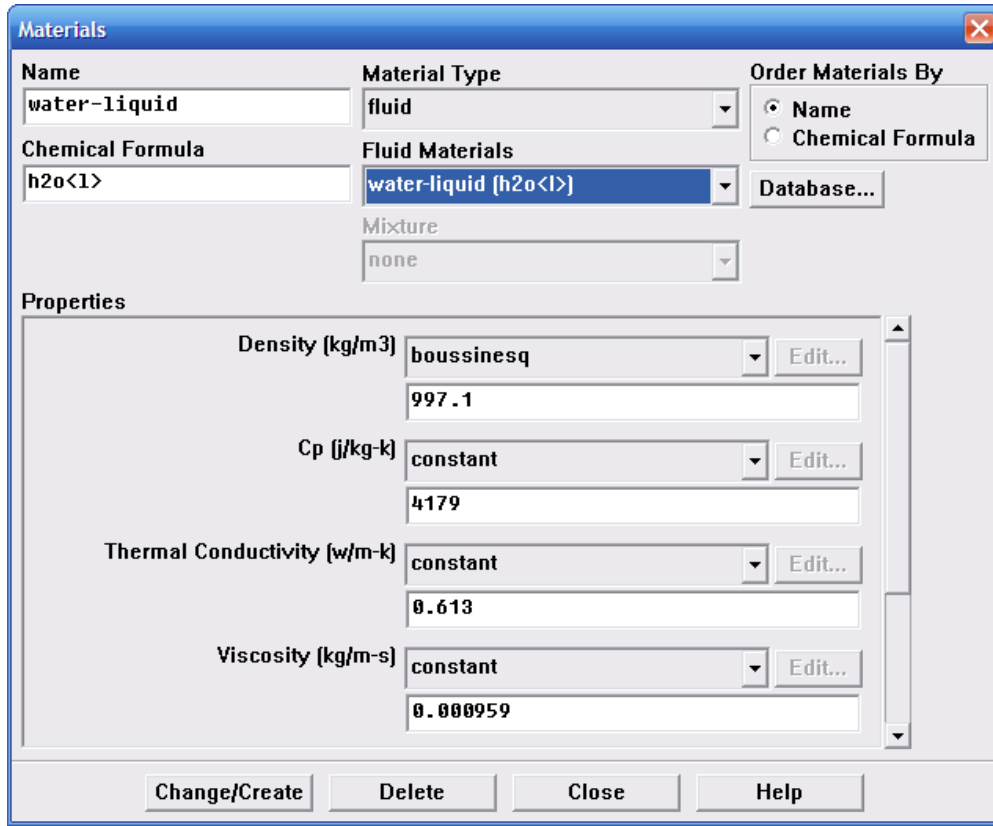 Materials
Name
Material Type
Order Materials By
water-liquid
fluid
Name
Chemical Formula
Chemical Formula
Fluid Materials
h2o<l>
water-liquid (h2o<l>)
Database...
Mixture
none
Properties
Density (kg/m3)
boussinesq
Edit...
997.1
Cp (j/kg-k)
constant
Edit...
4179
Thermal Conductivity (w/m-k)
constant
Edit...
0.613
Viscosity (kg/m-s)
constant
Edit...
0.000959
Change/Create
Delete
Close
Help